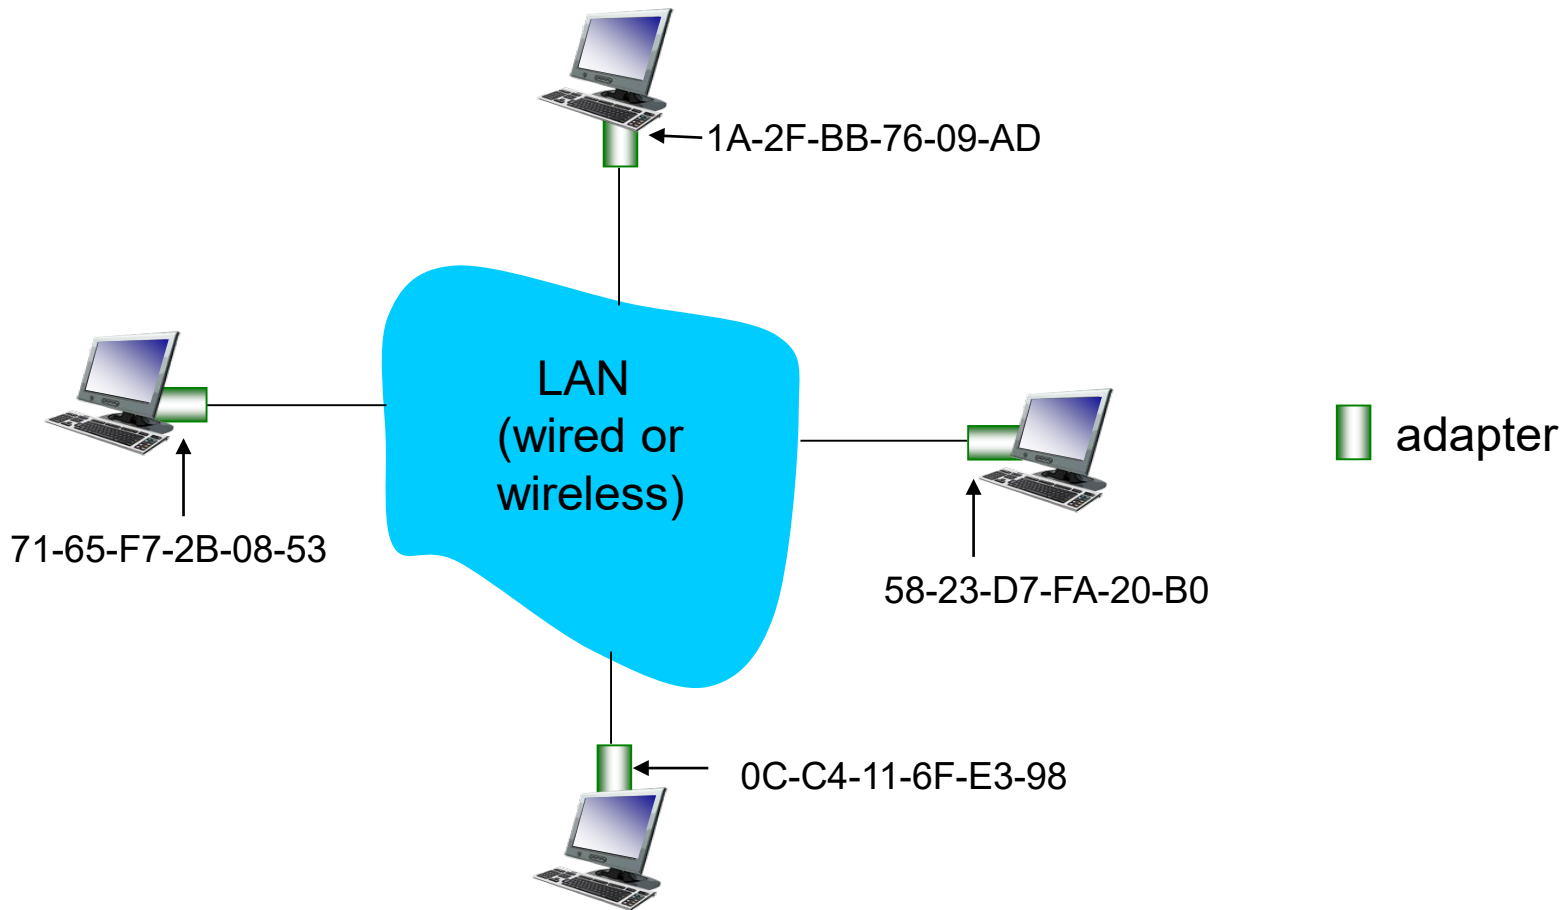 1A-2F-BB-76-09-AD
LAN
(wired or
wireless)
adapter
71-65-F7-2B-08-53
58-23-D7-FA-20-B0
0C-C4-11-6F-E3-98